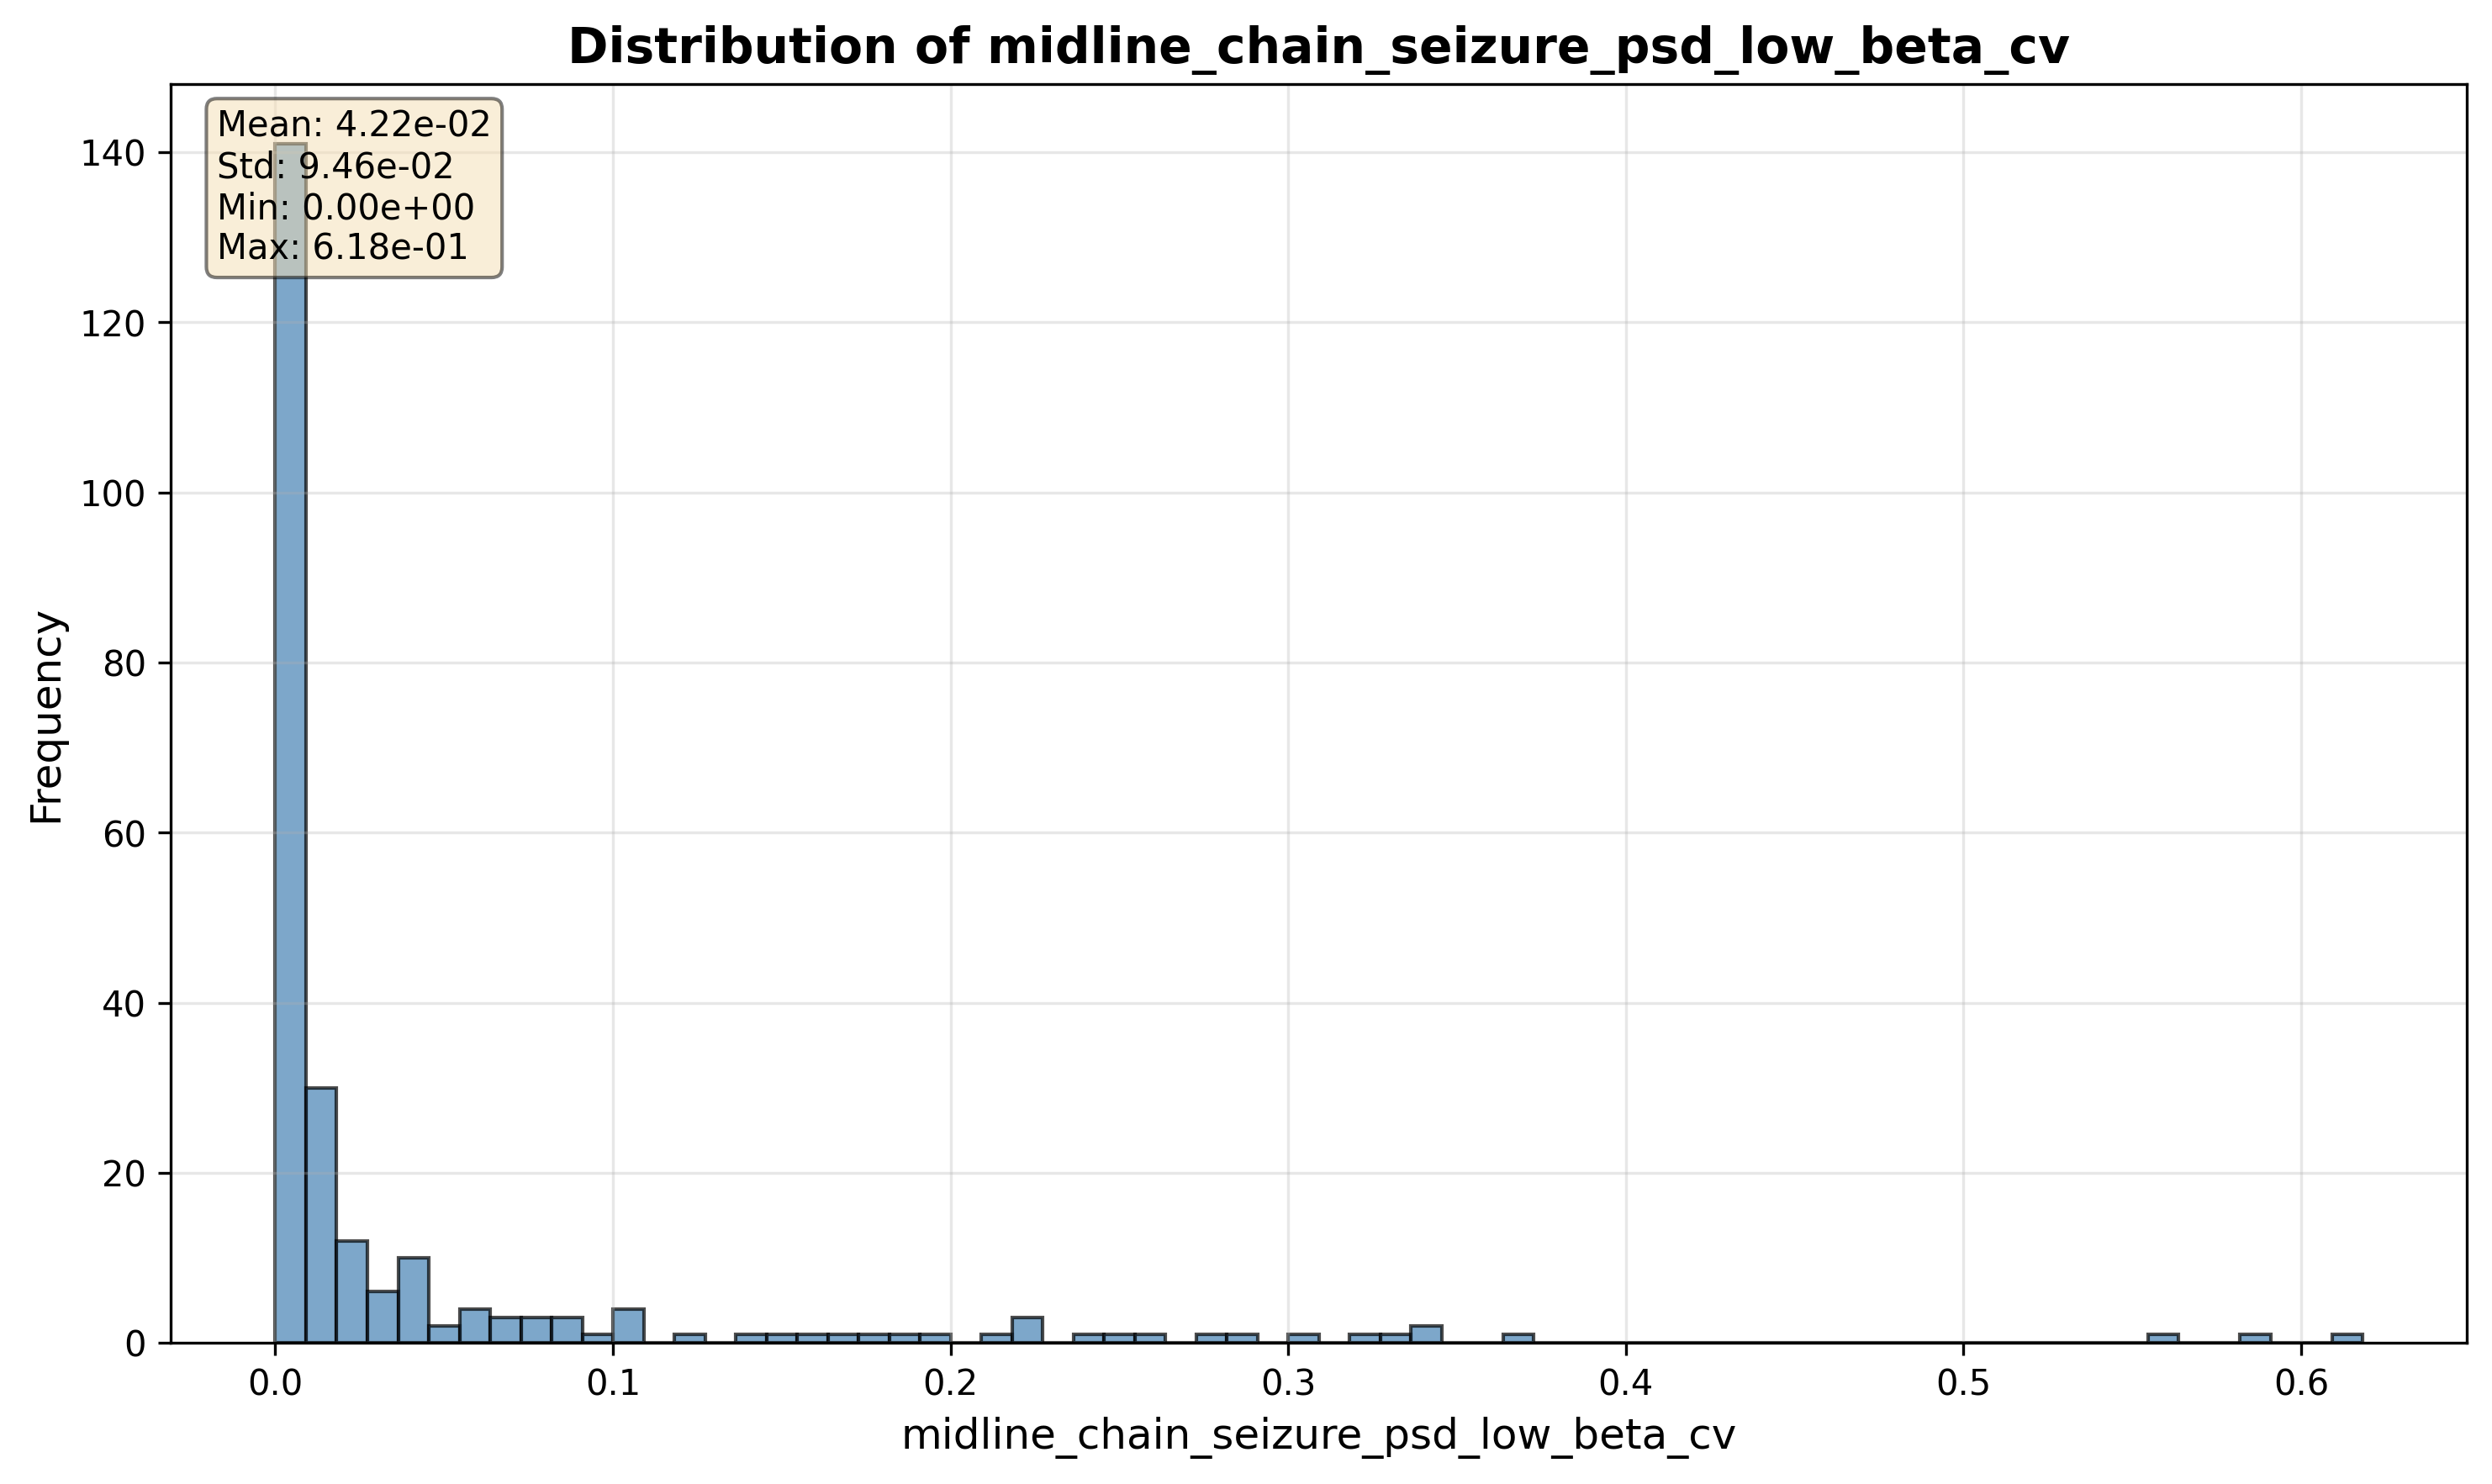 Distribution of midline_chain_seizure_psd_low_beta_cv
Mean: 4.22e-02
Std: 9.46e-02
Min: 0.00e+00
Max: 6.18e-01
Frequency
140
120
100
80
60
40
20
0
0.0 0.1 0.2 0.3 0.4 0.5 0.6
midline_chain_seizure_psd_low_beta_cv